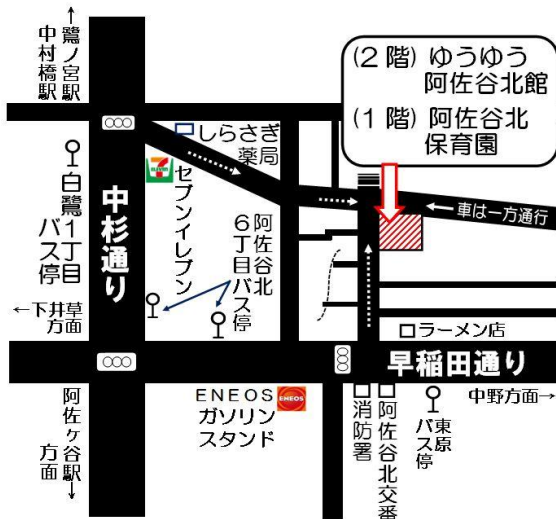 ↑鷺ノ宮駅
中村橋駅
(2 階) ゆうゆう
阿佐谷北館
(1 階) 阿佐谷北
保育園
しらさぎ
薬局
セブンイレブン
白鷺1丁目
バス停
中杉通り
阿佐谷北
6丁目バス停
←車は一方通行
←下井草
方面
ラーメン店
早稲田通り
中野方面→
ENEOS
ENEOS
ガソリン
スタンド
消防署
阿佐谷北交番
東原
バス停
阿佐ヶ谷駅
方面↓